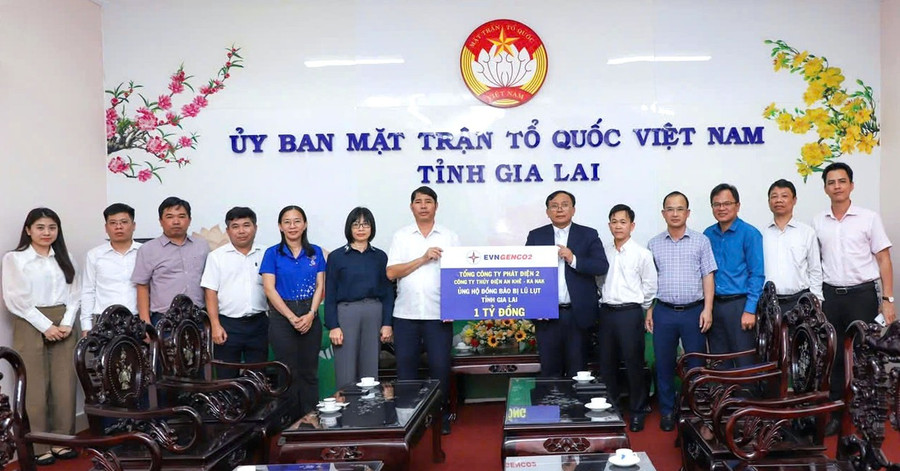 MẶT TRẬN TỔ QUỐC
VIỆT NAM
ỦY BAN MẶT TRẬN TỔ QUỐC VIỆT NAM
TỈNH GIA LAI
EVNGENCO2
TỔNG CÔNG TY PHÁT ĐIỆN 2
CÔNG TY THỦY ĐIỆN AN KHÊ - KA NAK
ỦNG HỘ ĐỒNG BÀO BỊ LŨ LỤT
TỈNH GIA LAI
1 TỶ ĐỒNG